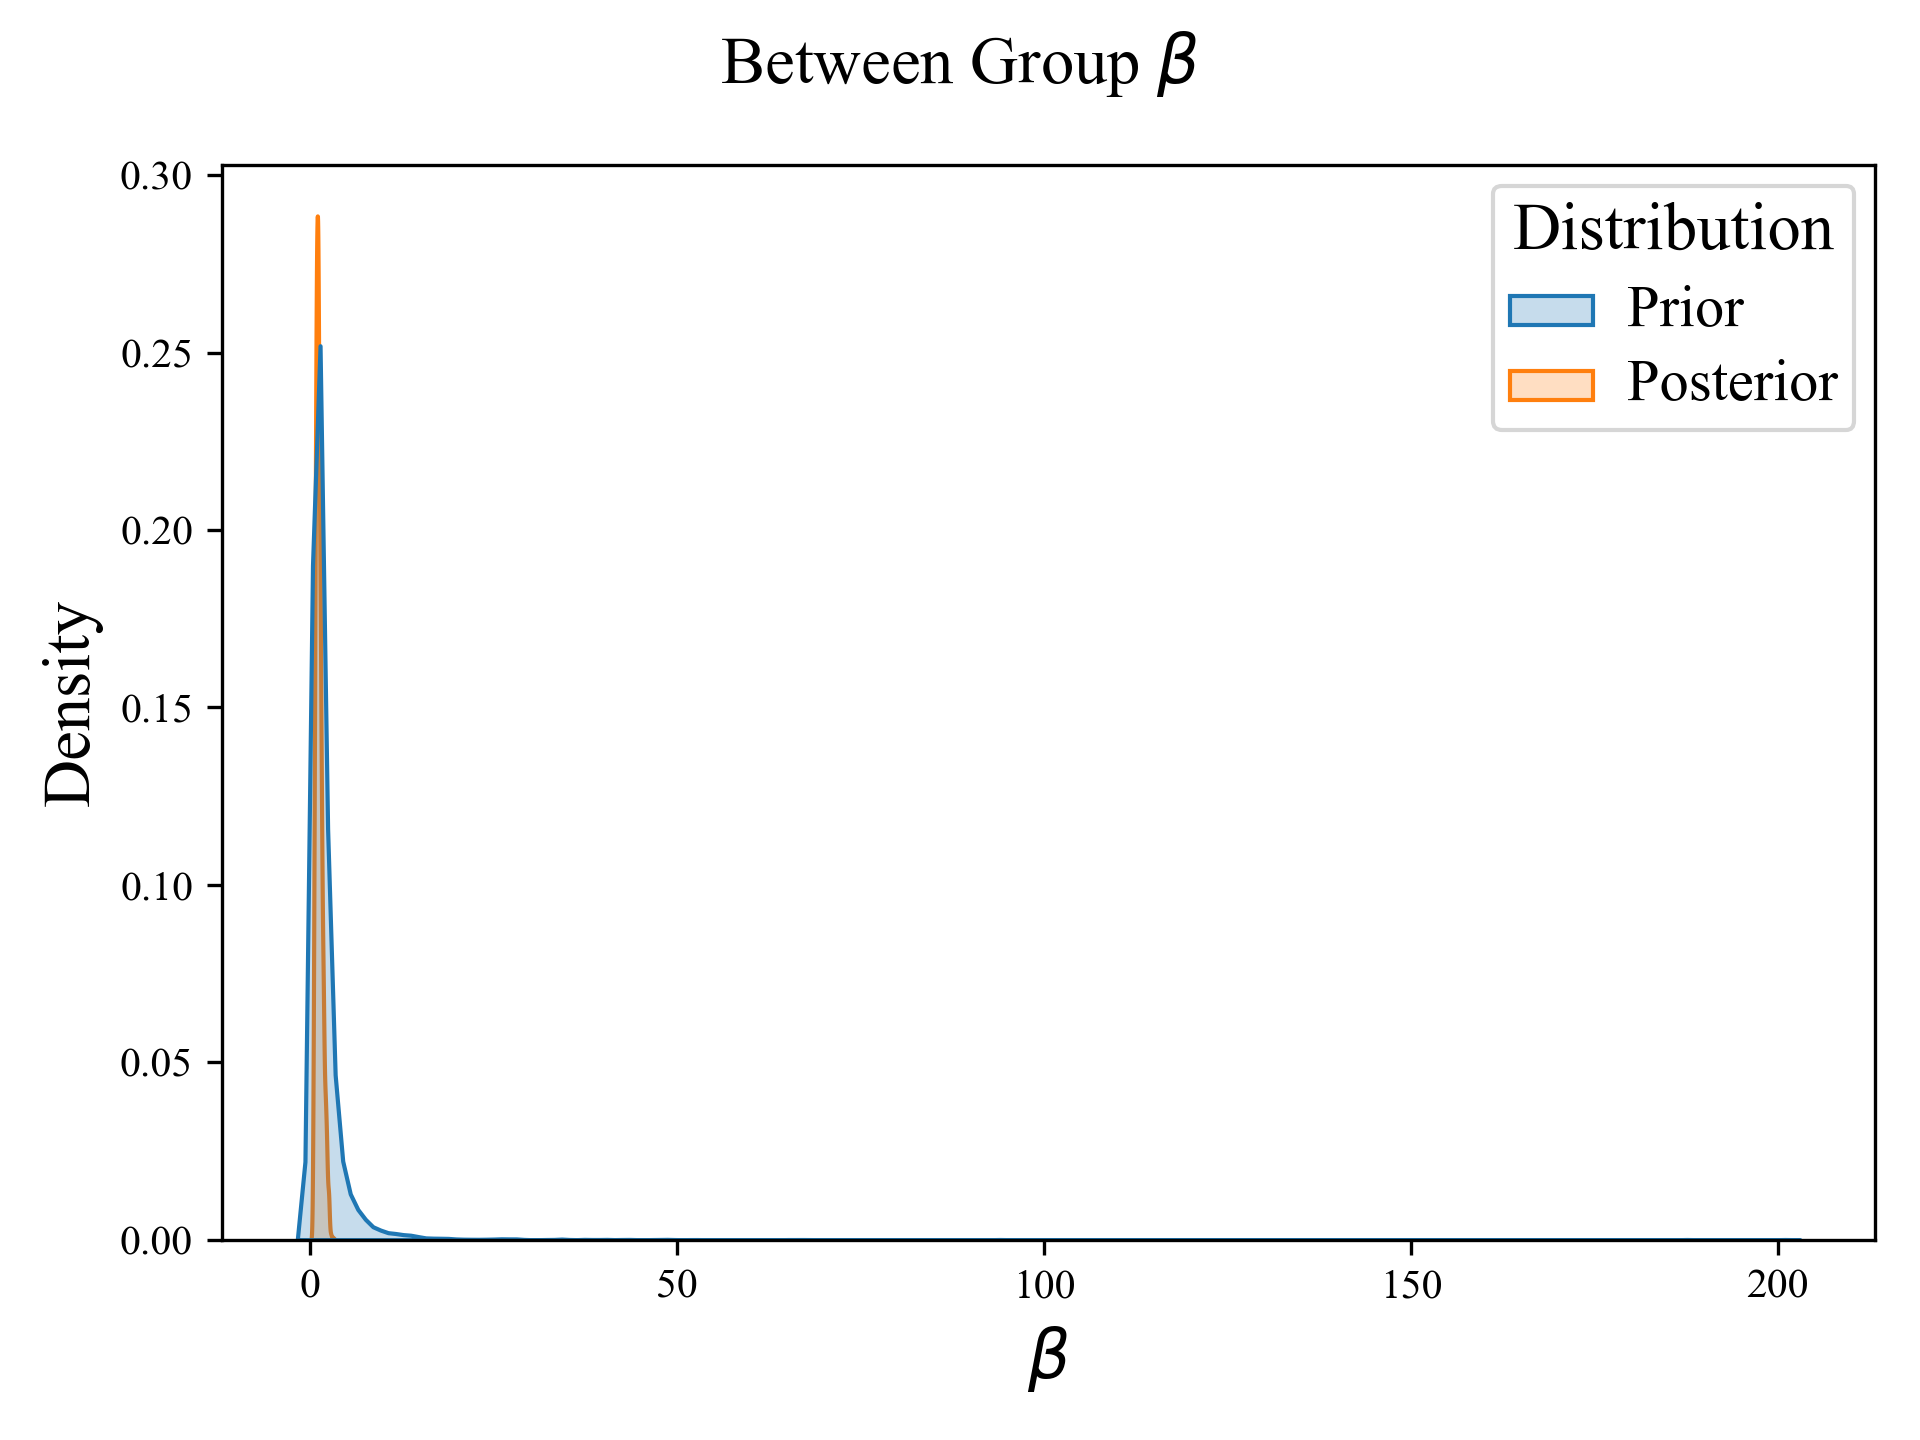 Between Group β
0.30
0.25
0.20
0.15
0.10
0.05
0.00
Density
Distribution
Prior
Posterior
0 50 100 150 200
β